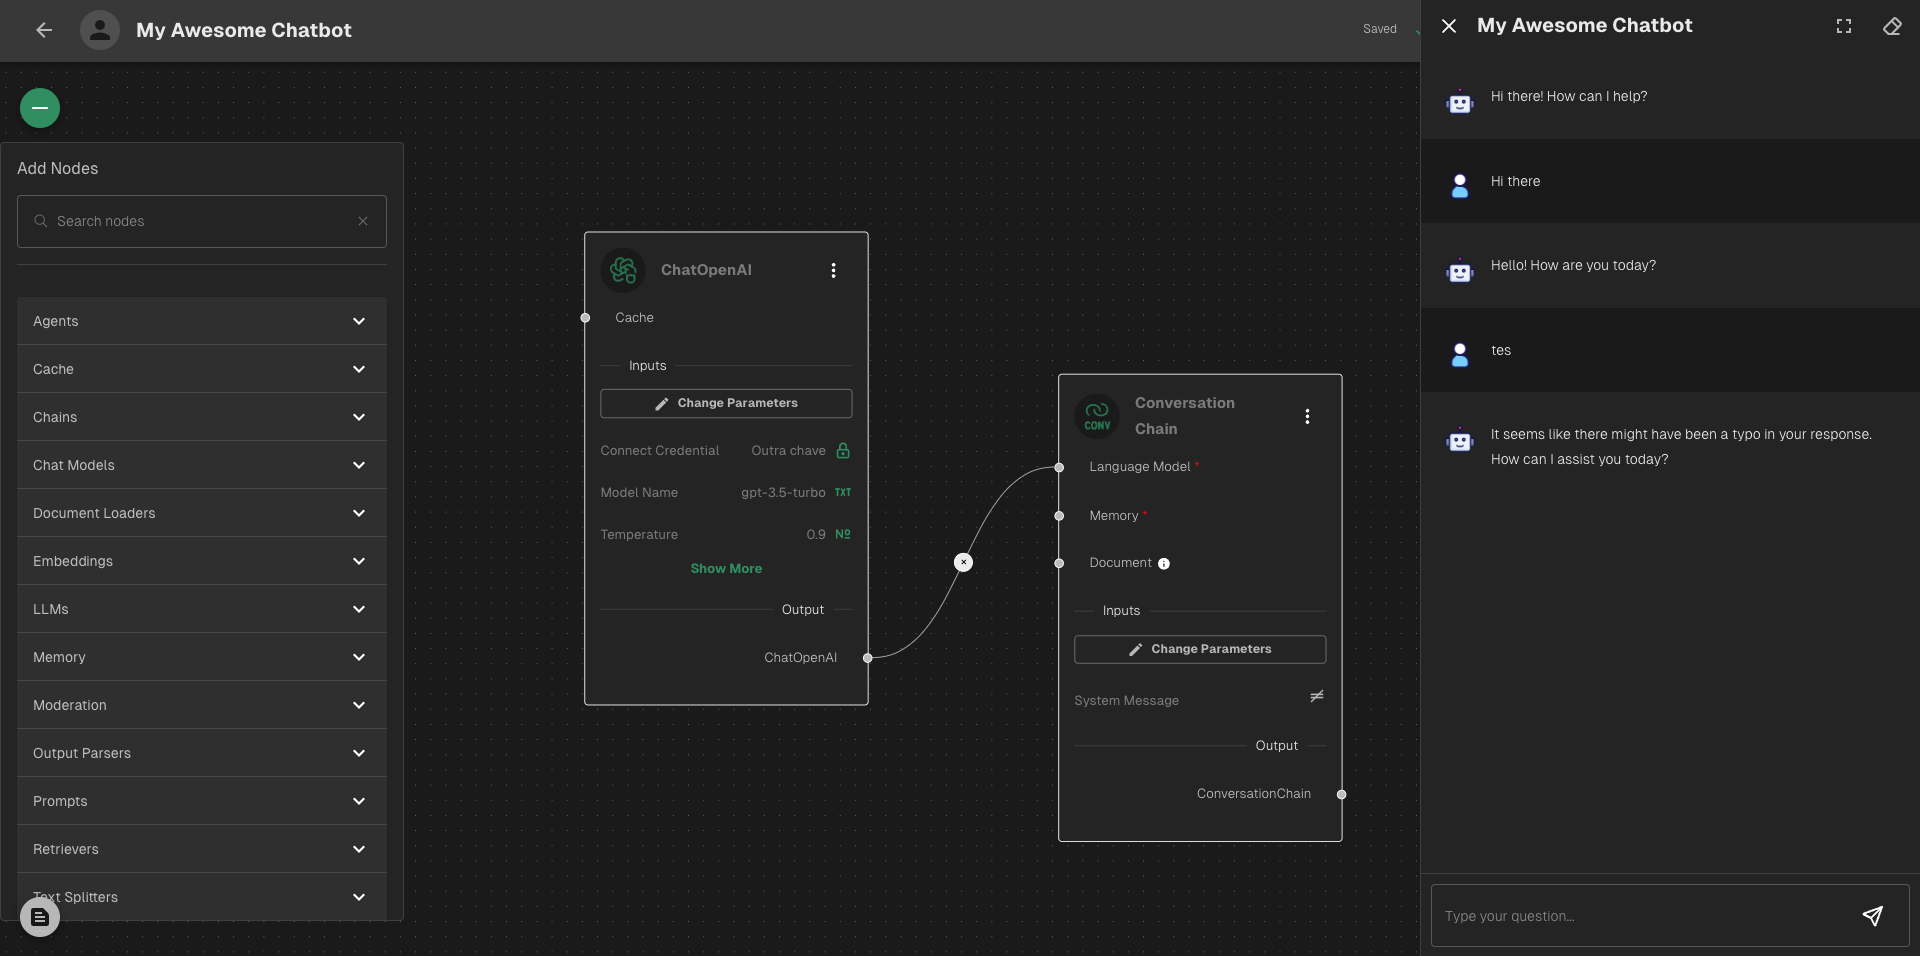 My Awesome Chatbot
Saved
Add Nodes
Search nodes
Agents
Cache
Chains
Chat Models
Document Loaders
Embeddings
LLMs
Memory
Moderation
Output Parsers
Prompts
Retrievers
Text Splitters
ChatOpenAI
Cache
Inputs
Change Parameters
Connect Credential Outra chave
Model Name gpt-3.5-turbo TXT
Temperature 0.9 Nº
Show More
Output
ChatOpenAI
CONV
Conversation
Chain
Language Model *
Memory *
Document
Inputs
Change Parameters
System Message
Output
ConversationChain
My Awesome Chatbot
Hi there! How can I help?
Hi there
Hello! How are you today?
tes
It seems like there might have been a typo in your response.
How can I assist you today?
Type your question...